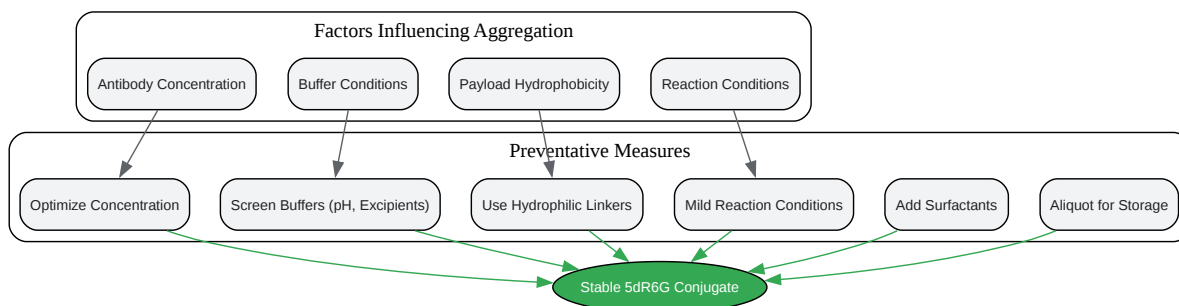 Factors Influencing Aggregation
Antibody Concentration
Buffer Conditions
Payload Hydrophobicity
Reaction Conditions
Preventative Measures
Optimize Concentration
Screen Buffers (pH, Excipients)
Use Hydrophilic Linkers
Mild Reaction Conditions
Add Surfactants
Aliquot for Storage
Stable 5dR6G Conjugate